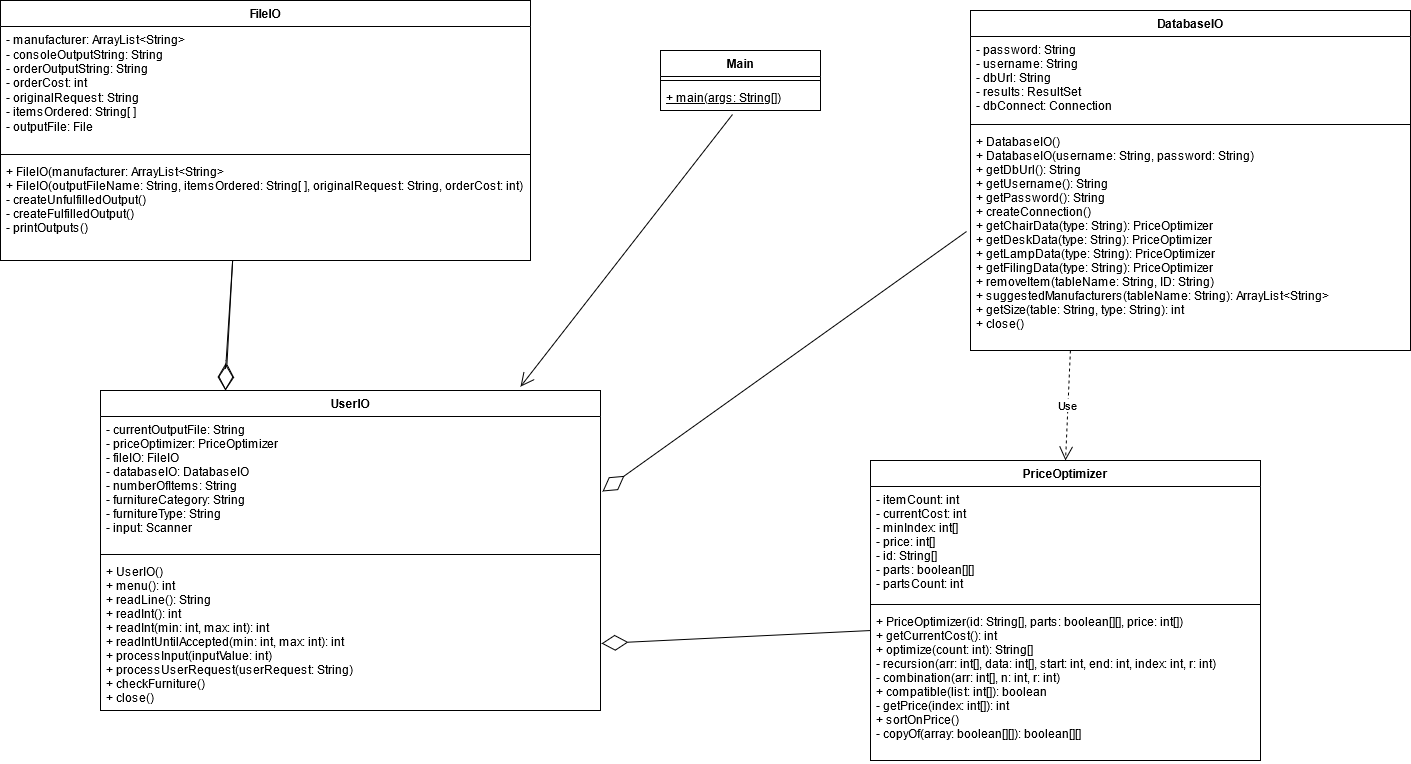 FileIO
- manufacturer: ArrayList<String>
- consoleOutputString: String
- orderOutputString: String
- orderCost: int
- originalRequest: String
- itemsOrdered: String[ ]
- outputFile: File
+ FileIO(manufacturer: ArrayList<String>
+ FileIO(outputFileName: String, itemsOrdered: String[ ], originalRequest: String, orderCost: int)
- createUnfulfilledOutput()
- createFulfilledOutput()
- printOutputs()
Main
+ main(args: String[])
DatabaseIO
- password: String
- username: String
- dbUrl: String
- results: ResultSet
- dbConnect: Connection
+ DatabaseIO()
+ DatabaseIO(username: String, password: String)
+ getDbUrl(): String
+ getUsername(): String
+ getPassword(): String
+ createConnection()
+ getChairData(type: String): PriceOptimizer
+ getDeskData(type: String): PriceOptimizer
+ getLampData(type: String): PriceOptimizer
+ getFilingData(type: String): PriceOptimizer
+ removeItem(tableName: String, ID: String)
+ suggestedManufacturers(tableName: String): ArrayList<String>
+ getSize(table: String, type: String): int
+ close()
Use
UserIO
- currentOutputFile: String
- priceOptimizer: PriceOptimizer
- fileIO: FileIO
- databaseIO: DatabaseIO
- numberOfItems: String
- furnitureCategory: String
- furnitureType: String
- input: Scanner
+ UserIO()
+ menu(): int
+ readLine(): String
+ readInt(): int
+ readInt(min: int, max: int): int
+ readIntUntilAccepted(min: int, max: int): int
+ processInput(inputValue: int)
+ processUserRequest(userRequest: String)
+ checkFurniture()
+ close()
PriceOptimizer
- itemCount: int
- currentCost: int
- minIndex: int[]
- price: int[]
- id: String[]
- parts: boolean[][]
- partsCount: int
+ PriceOptimizer(id: String[], parts: boolean[][], price: int[])
+ getCurrentCost(): int
+ optimize(count: int): String[]
- recursion(arr: int[], data: int[], start: int, end: int, index: int, r: int)
- combination(arr: int[], n: int, r: int)
+ compatible(list: int[]): boolean
- getPrice(index: int[]): int
+ sortOnPrice()
- copyOf(array: boolean[][]): boolean[][]